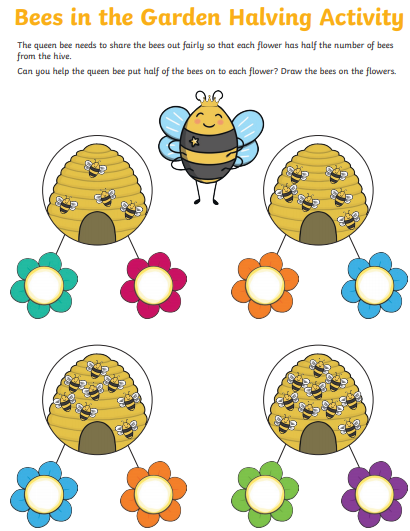 Bees in the Garden Halving Activity
The queen bee needs to share the bees out fairly so that each flower has half the number of bees
from the hive.
Can you help the queen bee put half of the bees on to each flower? Draw the bees on the flowers.